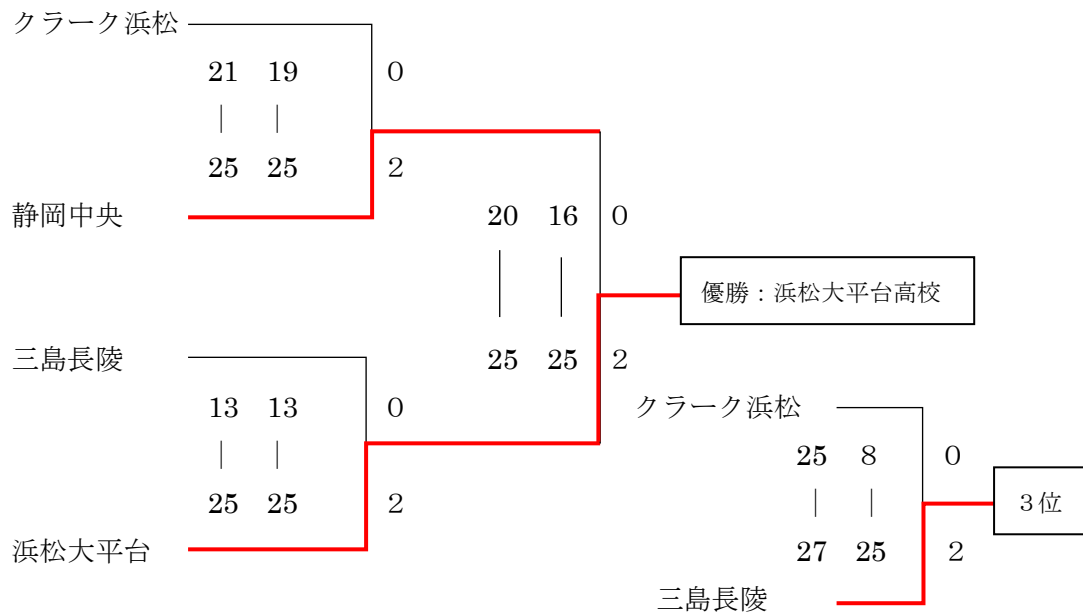 クラーク浜松
21 19 0
| |
25 25 2
静岡中央
20 16 0
| |
25 25 2
優勝：浜松大平台高校
三島長陵
13 13 0
| |
25 25 2
浜松大平台
クラーク浜松
25 8 0
| |
27 25 2
三島長陵
３位